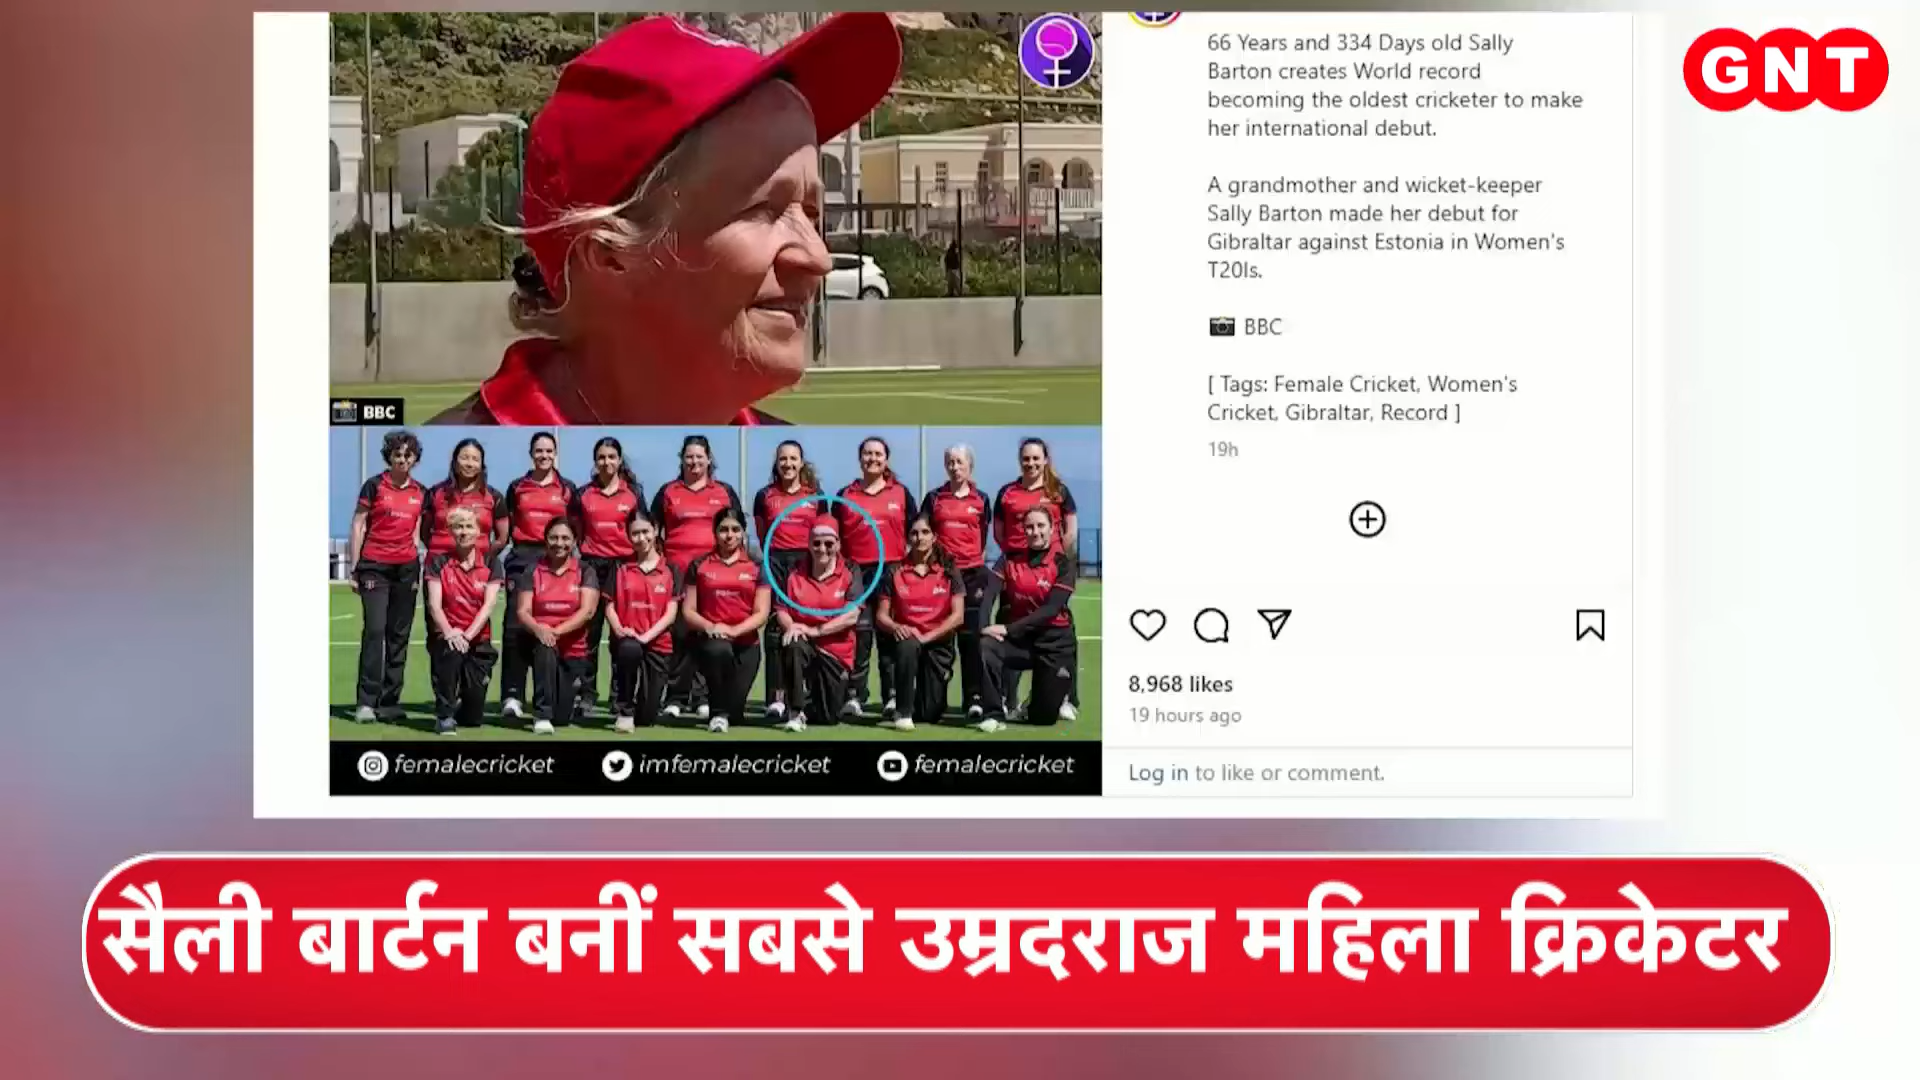 GNT
66 Years and 334 Days old Sally
Barton creates World record
becoming the oldest cricketer to make
her international debut.
A grandmother and wicket-keeper
Sally Barton made her debut for
Gibraltar against Estonia in Women's
T20Is.
BBC
[ Tags: Female Cricket, Women's
Cricket, Gibraltar, Record ]
19h
BBC
8,968 likes
19 hours ago
Log in to like or comment.
femalecricket imfemalecricket femalecricket
सैली बार्टन बनीं सबसे उम्रदराज महिला क्रिकेटर